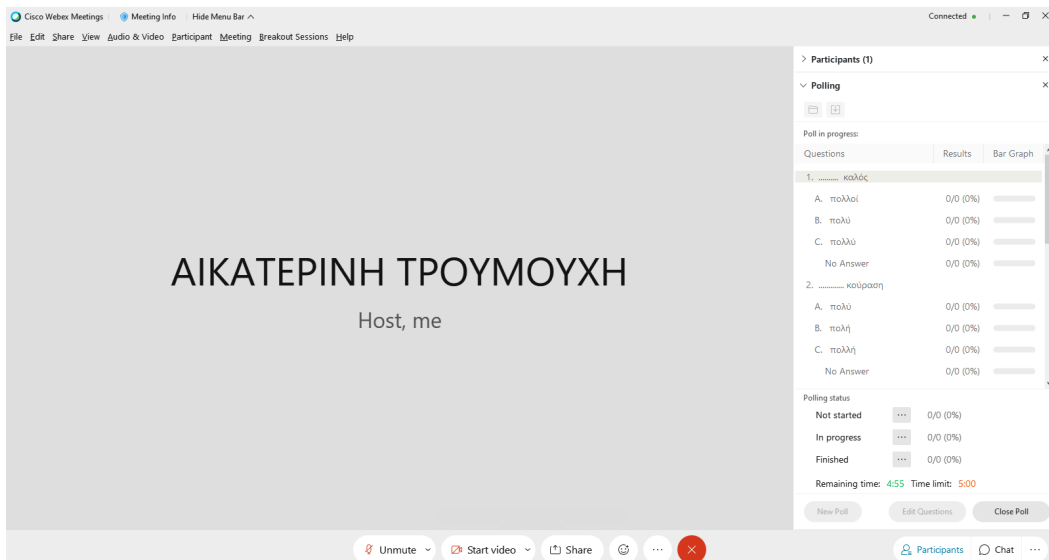 Cisco Webex Meetings Meeting Info Hide Menu Bar Connected
File Edit Share View Audio & Video Participant Meeting Breakout Sessions Help
Participants (1)
Polling
Poll in progress:
Questions Results Bar Graph
1. .......... καλός
A. πολλοί 0/0 (0%)
B. πολύ 0/0 (0%)
C. πολλύ 0/0 (0%)
No Answer 0/0 (0%)
2. ............. κούραση
A. πολύ 0/0 (0%)
B. πολή 0/0 (0%)
C. πολλή 0/0 (0%)
No Answer 0/0 (0%)
ΑΙΚΑΤΕΡΙΝΗ ΤΡΟΥΜΟΥΧΗ
Host, me
Polling status
Not started ... 0/0 (0%)
In progress ... 0/0 (0%)
Finished ... 0/0 (0%)
Remaining time: 4:55 Time limit: 5:00
New Poll Edit Questions Close Poll
Unmute Start video Share Participants Chat